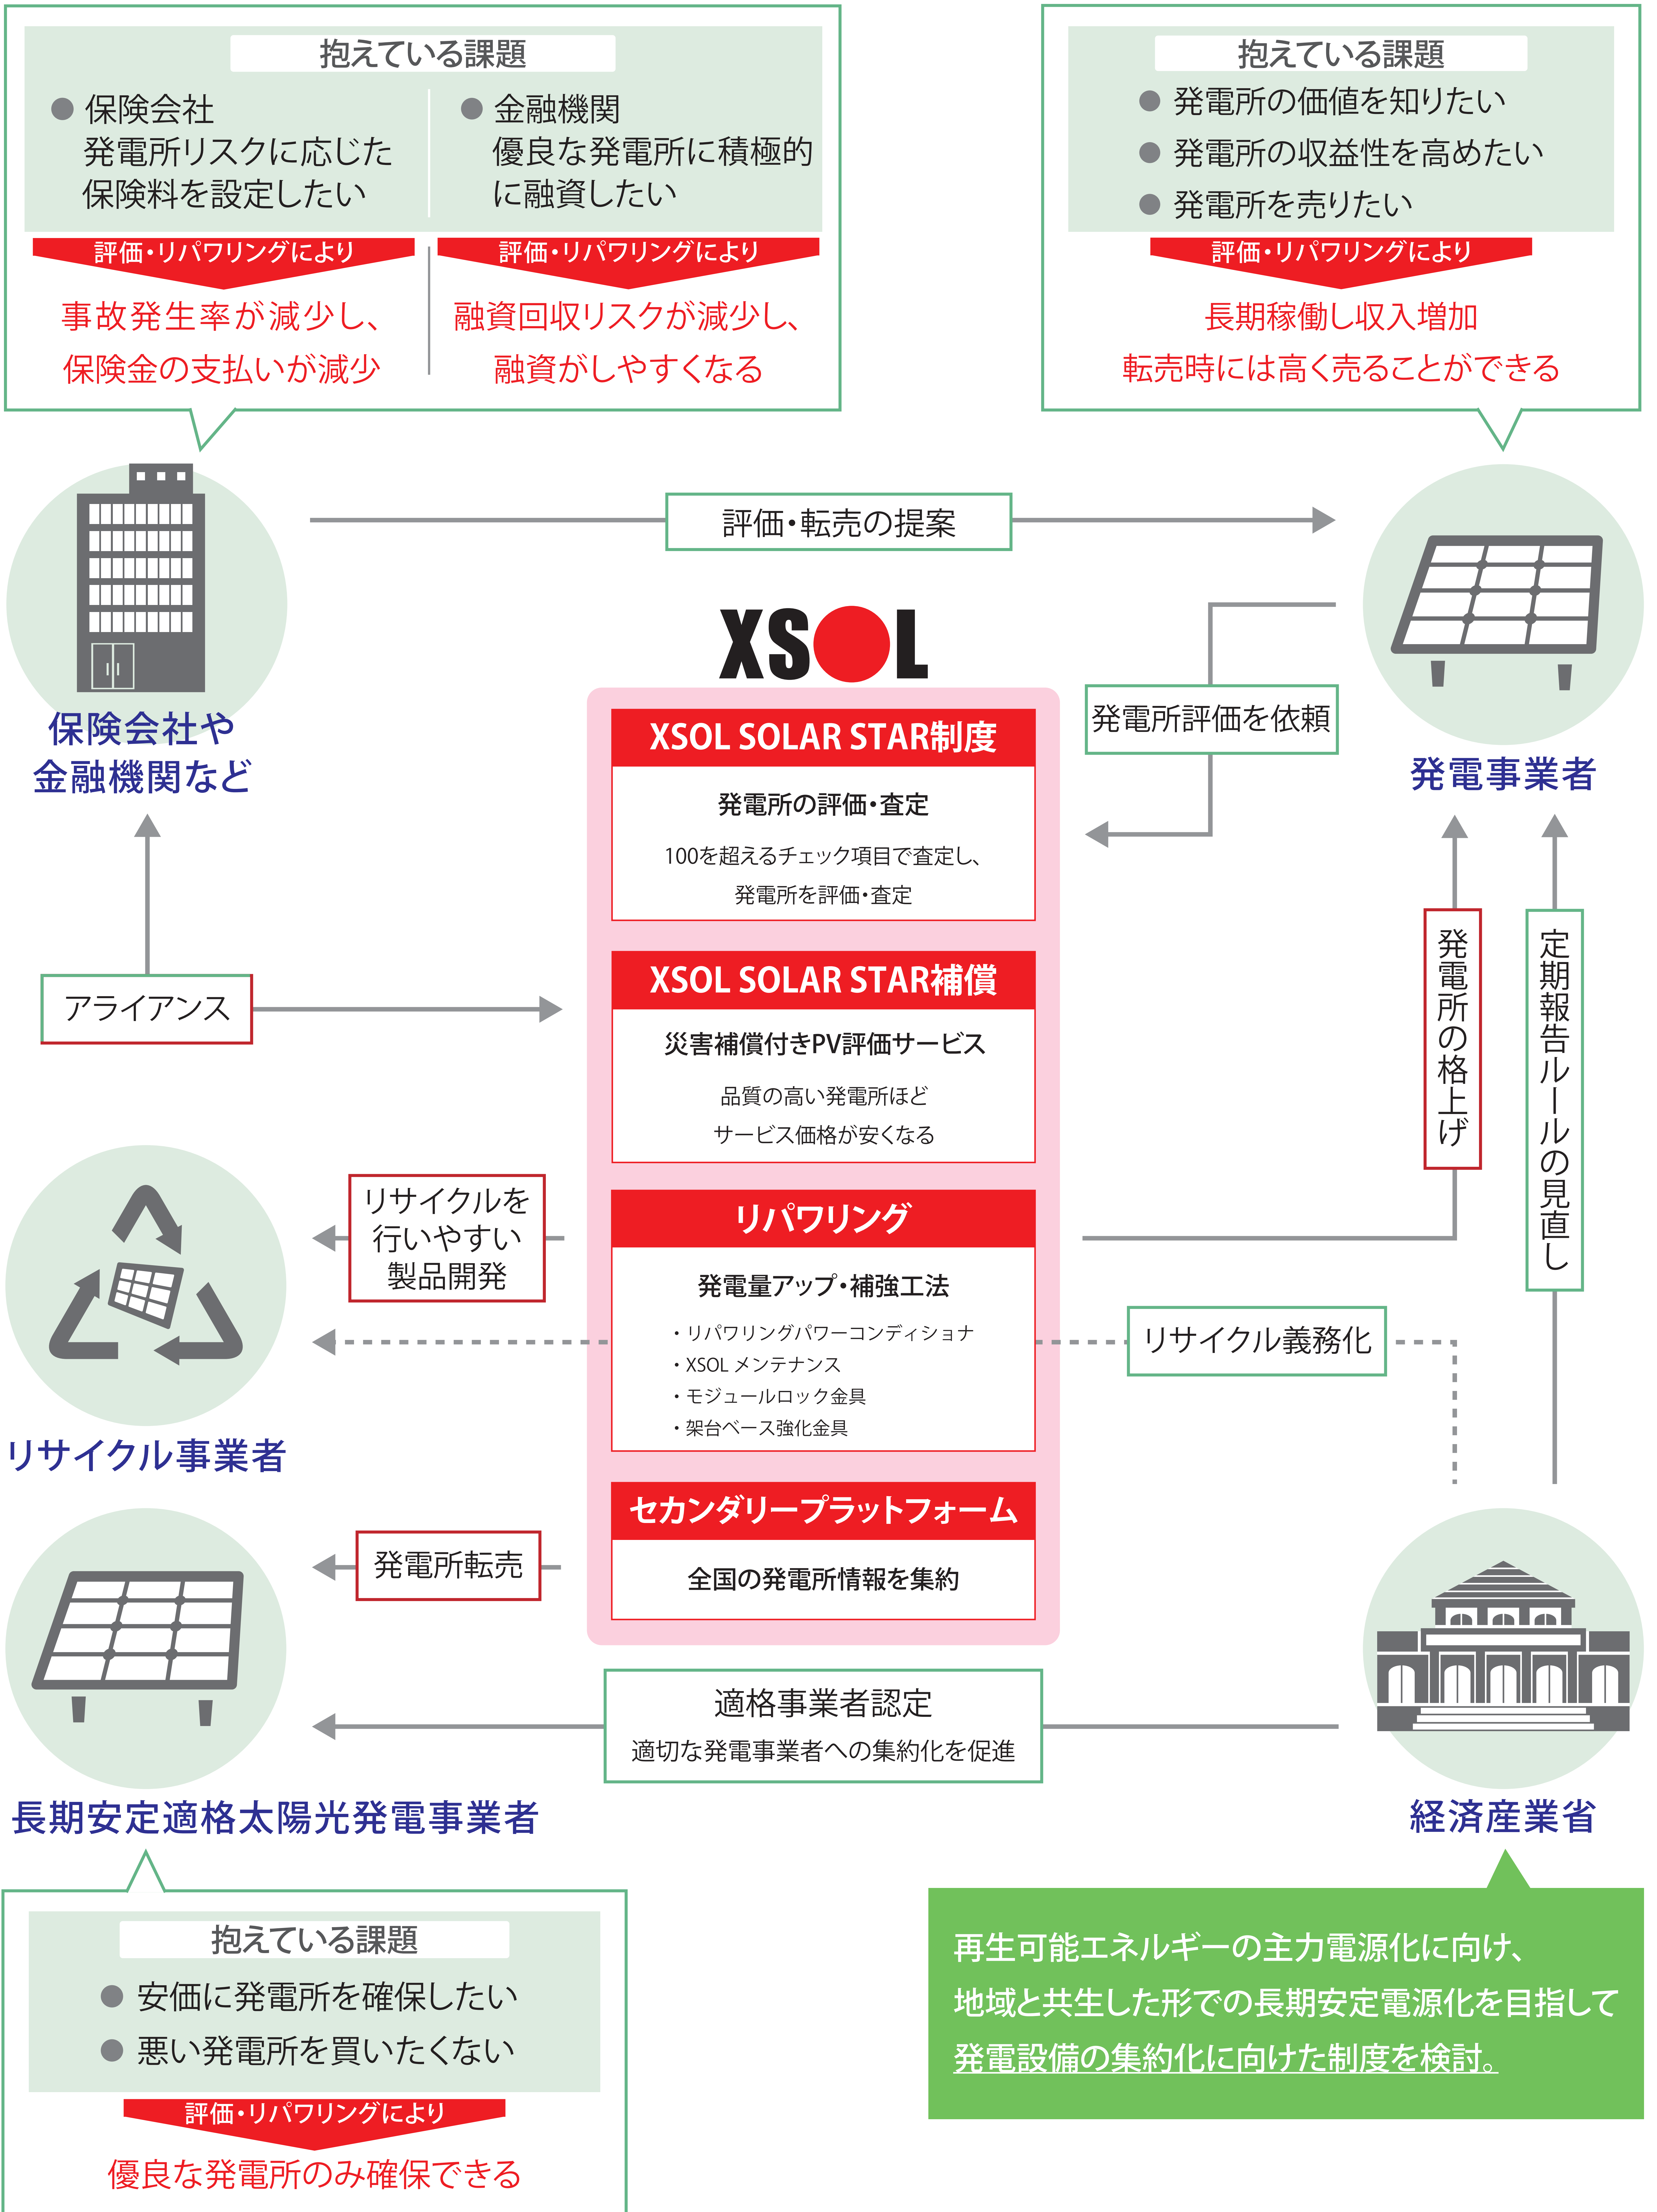 抱えている課題
● 保険会社
発電所リスクに応じた
保険料を設定したい
● 金融機関
優良な発電所に積極的
に融資したい
評価・リパワリングにより
事故発生率が減少し、
保険金の支払いが減少
評価・リパワリングにより
融資回収リスクが減少し、
融資がしやすくなる
抱えている課題
● 発電所の価値を知りたい
● 発電所の収益性を高めたい
● 発電所を売りたい
評価・リパワリングにより
長期稼働し収入増加
転売時には高く売ることができる
評価・転売の提案
保険会社や
金融機関など
XSOL
発電所評価を依頼
発電事業者
XSOL SOLAR STAR制度
発電所の評価・査定
100を超えるチェック項目で査定し、
発電所を評価・査定
アライアンス
XSOL SOLAR STAR補償
災害補償付きPV評価サービス
品質の高い発電所ほど
サービス価格が安くなる
発電所の格上げ
定期報告ルールの見直し
リサイクルを
行いやすい
製品開発
リパワリング
発電量アップ・補強工法
・リパワリングパワーコンディショナ
・XSOL メンテナンス
・モジュールロック金具
・架台ベース強化金具
リサイクル義務化
リサイクル事業者
発電所転売
セカンダリープラットフォーム
全国の発電所情報を集約
適格事業者認定
適切な発電事業者への集約化を促進
長期安定適格太陽光発電事業者
経済産業省
抱えている課題
● 安価に発電所を確保したい
● 悪い発電所を買いたくない
評価・リパワリングにより
優良な発電所のみ確保できる
再生可能エネルギーの主力電源化に向け、
地域と共生した形での長期安定電源化を目指して
発電設備の集約化に向けた制度を検討。